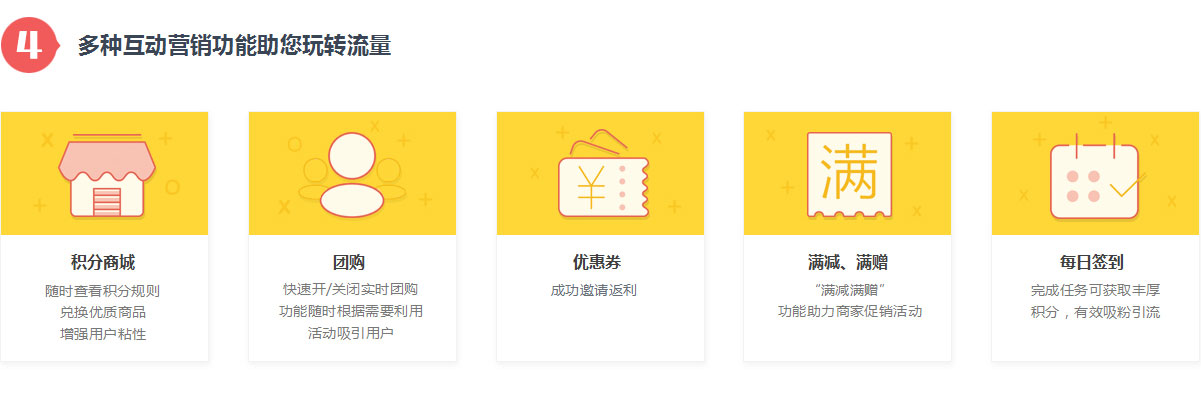 4
多种互动营销功能助您玩转流量
¥
满
积分商城
随时查看积分规则
兑换优质商品
增强用户粘性
团购
快速开/关闭实时团购
功能随时根据需要利用
活动吸引用户
优惠券
成功邀请返利
满减、满赠
“满减满赠”
功能助力商家促销活动
每日签到
完成任务可获取丰厚
积分，有效吸粉引流